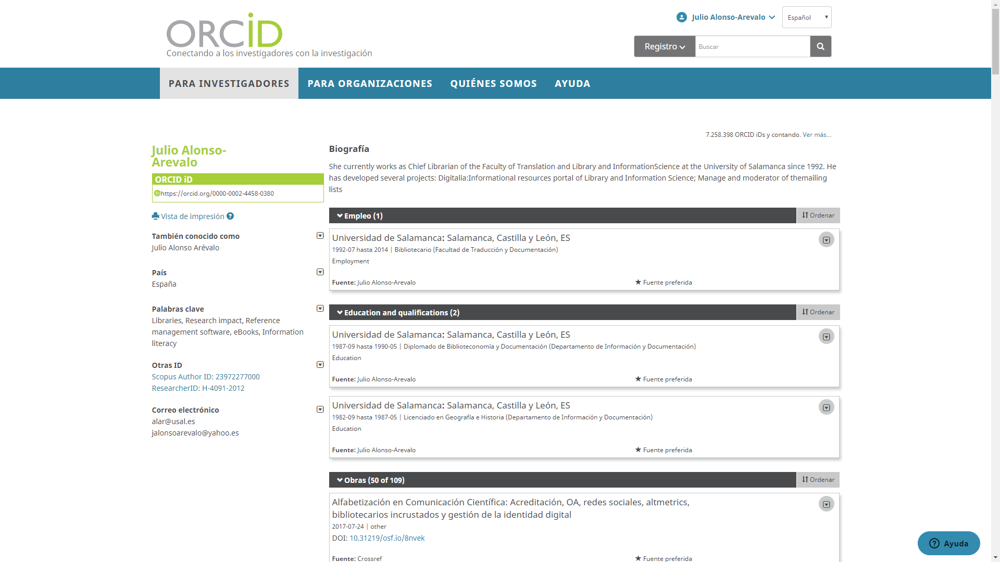 ORCID
Conectando a los investigadores con la investigación
Julio Alonso-Arevalo
Español
Registro
Buscar
PARA INVESTIGADORES
PARA ORGANIZACIONES
QUIÉNES SOMOS
AYUDA
7.258.398 ORCID iDs y contando. Ver más...
Julio Alonso-
Arevalo
ORCID iD
iD https://orcid.org/0000-0002-4458-0380
Vista de impresión ?
También conocido como
Julio Alonso Arévalo
País
España
Palabras clave
Libraries, Research impact, Reference
management software, eBooks, Information
literacy
Otras ID
Scopus Author ID: 23972277000
ResearcherID: H-4091-2012
Correo electrónico
alar@usal.es
jalonsoarevalo@yahoo.es
Biografía
She currently works as Chief Librarian of the Faculty of Translation and Library and InformationScience at the University of Salamanca since 1992. He
has developed several projects: Digitalia:Informational resources portal of Library and Information Science; Manage and moderator of themailing
lists
Empleo (1)
Ordenar
Universidad de Salamanca: Salamanca, Castilla y León, ES
1992-07 hasta 2014 | Bibliotecario (Facultad de Traducción y Documentación)
Employment
Fuente: Julio Alonso-Arevalo
★ Fuente preferida
Education and qualifications (2)
Ordenar
Universidad de Salamanca: Salamanca, Castilla y León, ES
1987-09 hasta 1990-05 | Diplomado de Biblioteconomía y Documentación (Departamento de Información y Documentación)
Education
Fuente: Julio Alonso-Arevalo
★ Fuente preferida
Universidad de Salamanca: Salamanca, Castilla y León, ES
1982-09 hasta 1987-05 | Licenciado en Geografía e Historia (Departamento de Información y Documentación)
Education
Fuente: Julio Alonso-Arevalo
★ Fuente preferida
Obras (50 of 109)
Ordenar
Alfabetización en Comunicación Científica: Acreditación, OA, redes sociales, altmetrics,
bibliotecarios incrustados y gestión de la identidad digital
2017-07-24 | other
DOI: 10.31219/osf.io/8nvek
Fuente: Crossref
★ Fuente preferida
? Ayuda